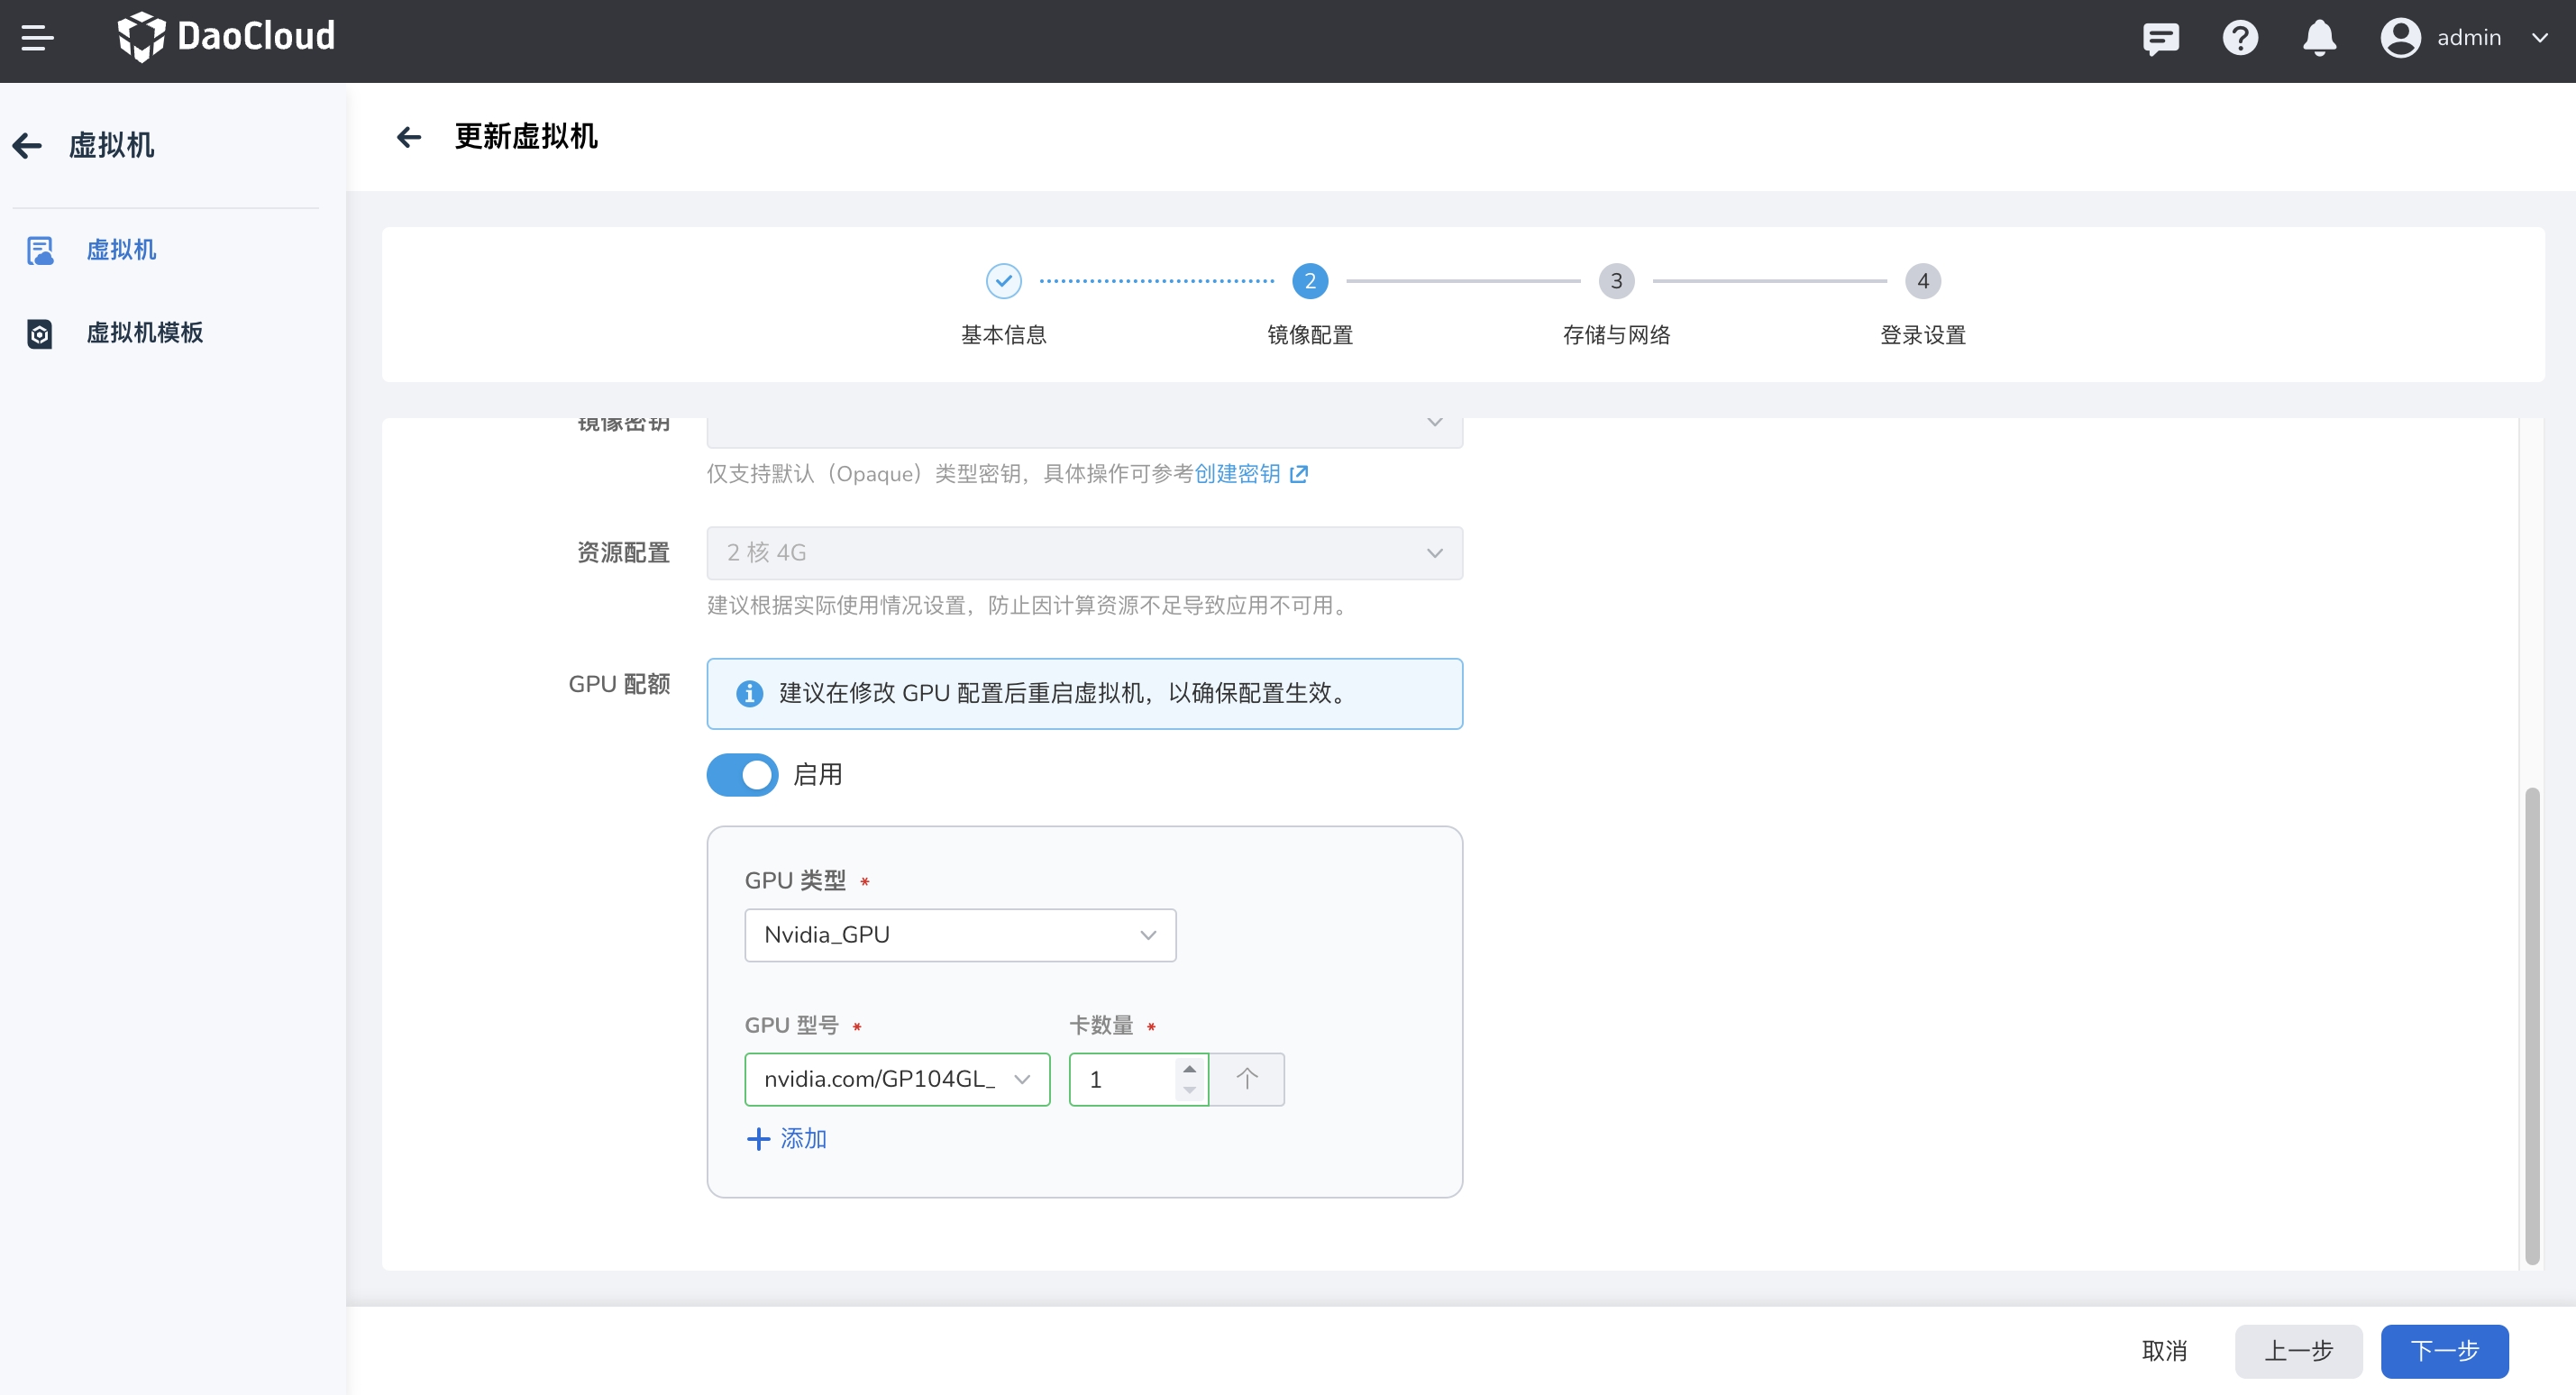 DaoCloud
admin
虚拟机
虚拟机
虚拟机模板
更新虚拟机
2
3
4
基本信息
镜像配置
存储与网络
登录设置
镜像密钥
仅支持默认（Opaque）类型密钥，具体操作可参考创建密钥
资源配置
2 核 4G
建议根据实际使用情况设置，防止因计算资源不足导致应用不可用。
GPU 配额
建议在修改 GPU 配置后重启虚拟机，以确保配置生效。
启用
GPU 类型 *
Nvidia_GPU
GPU 型号 *
卡数量 *
nvidia.com/GP104GL_
1
个
添加
取消
上一步
下一步